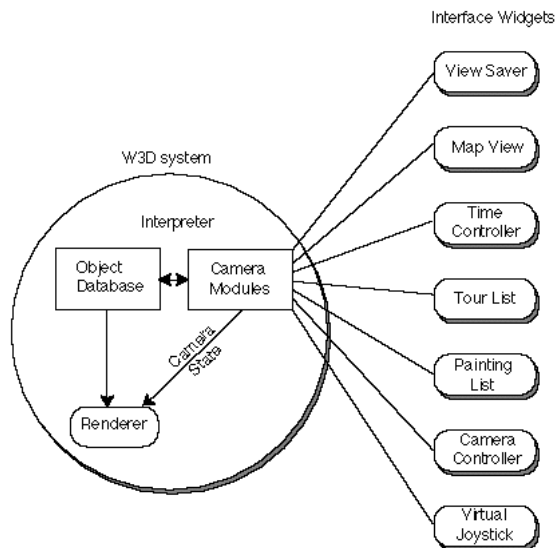 Interface Widgets
View Saver
Map View
Time
Controller
Tour List
Painting
List
Camera
Controller
Virtual
Joystick
W3D system
Interpreter
Object
Database
Camera
Modules
Camera
State
Renderer